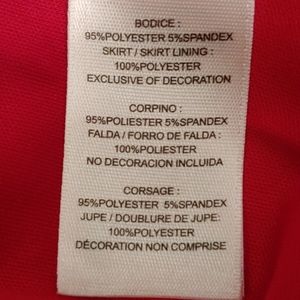 BODICE :
95%POLYESTER 5%SPANDEX
SKIRT / SKIRT LINING :
100%POLYESTER
EXCLUSIVE OF DECORATION
CORPINO :
95%POLIESTER 5%SPANDEX
FALDA / FORRO DE FALDA :
100%POLIESTER
NO DECORACION INCLUIDA
CORSAGE :
95%POLYESTER 5%SPANDEX
JUPE / DOUBLURE DE JUPE:
100%POLYESTER
DÉCORATION NON COMPRISE